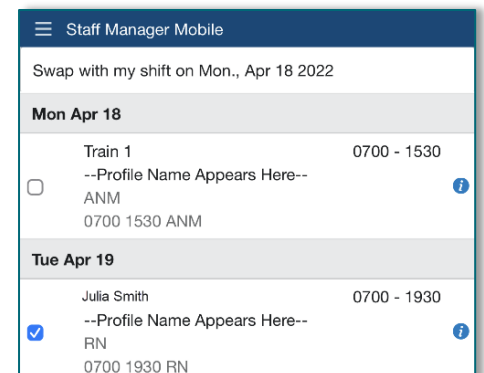 Staff Manager Mobile
Swap with my shift on Mon., Apr 18 2022
Mon Apr 18
Train 1 0700 - 1530
--Profile Name Appears Here--
ANM
0700 1530 ANM
Tue Apr 19
Julia Smith 0700 - 1930
--Profile Name Appears Here--
RN
0700 1930 RN